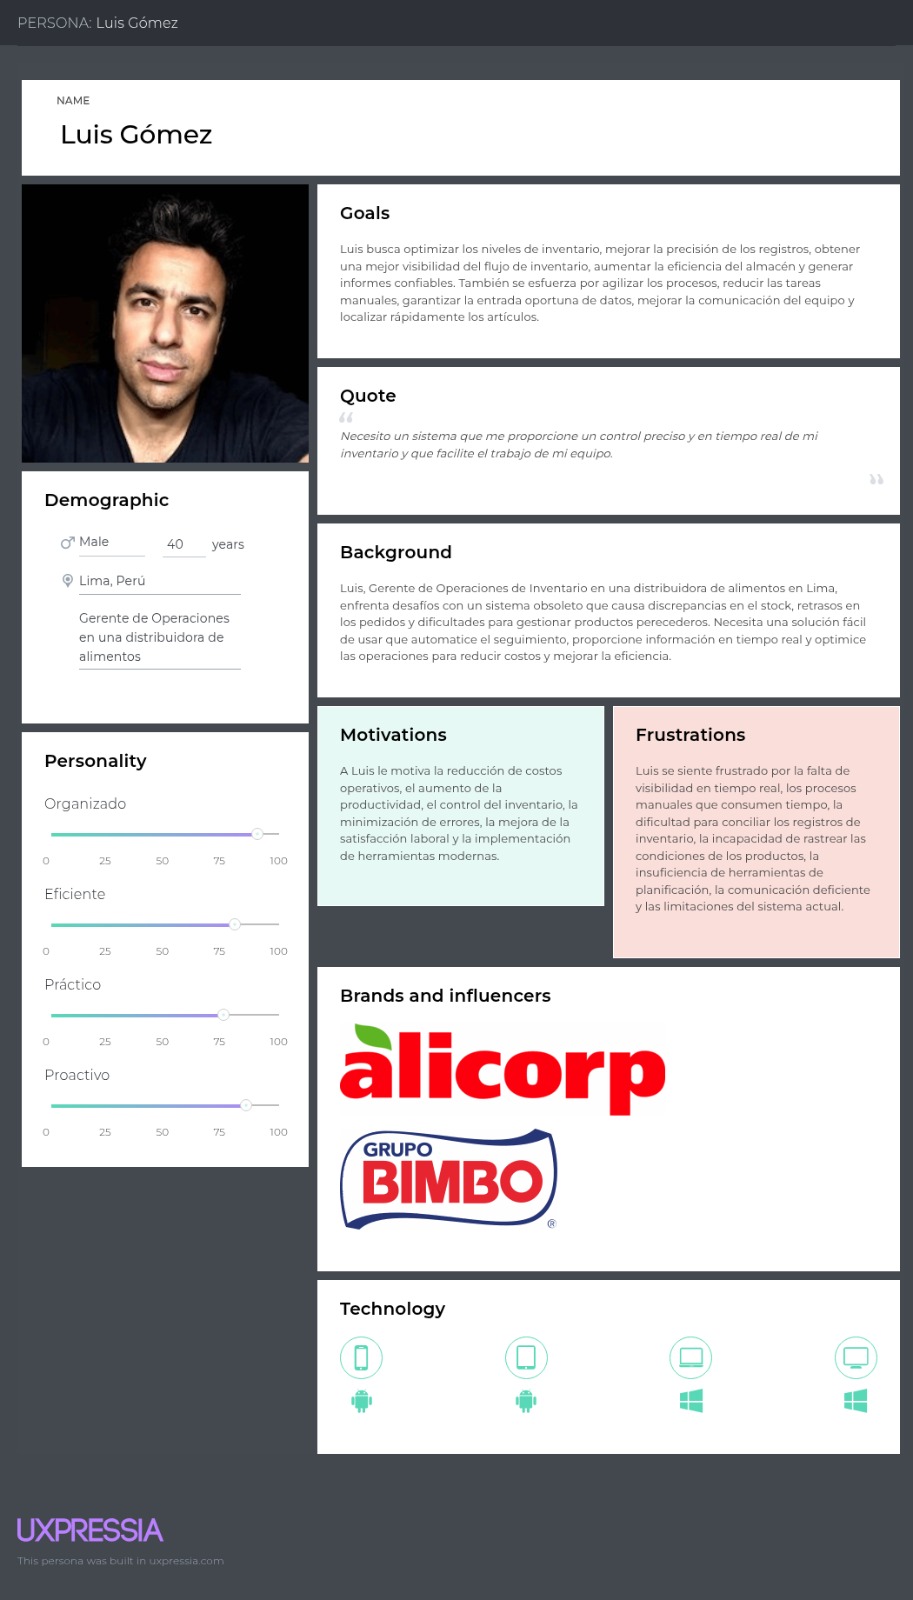 PERSONA: Luis Gómez
NAME
Luis Gómez
Goals
Luis busca optimizar los niveles de inventario, mejorar la precisión de los registros, obtener
una mejor visibilidad del flujo de inventario, aumentar la eficiencia del almacén y generar
informes confiables. También se esfuerza por agilizar los procesos, reducir las tareas
manuales, garantizar la entrada oportuna de datos, mejorar la comunicación del equipo y
localizar rápidamente los artículos.
Quote
“
Necesito un sistema que me proporcione un control preciso y en tiempo real de mi
inventario y que facilite el trabajo de mi equipo.
”
Demographic
Male 40 years
Lima, Perú
Gerente de Operaciones
en una distribuidora de
alimentos
Background
Luis, Gerente de Operaciones de Inventario en una distribuidora de alimentos en Lima,
enfrenta desafíos con un sistema obsoleto que causa discrepancias en el stock, retrasos en
los pedidos y dificultades para gestionar productos perecederos. Necesita una solución fácil
de usar que automatice el seguimiento, proporcione información en tiempo real y optimice
las operaciones para reducir costos y mejorar la eficiencia.
Personality
Organizado
0 25 50 75 100
Eficiente
0 25 50 75 100
Práctico
0 25 50 75 100
Proactivo
0 25 50 75 100
Motivations
A Luis le motiva la reducción de costos
operativos, el aumento de la
productividad, el control del inventario, la
minimización de errores, la mejora de la
satisfacción laboral y la implementación
de herramientas modernas.
Frustrations
Luis se siente frustrado por la falta de
visibilidad en tiempo real, los procesos
manuales que consumen tiempo, la
dificultad para conciliar los registros de
inventario, la incapacidad de rastrear las
condiciones de los productos, la
insuficiencia de herramientas de
planificación, la comunicación deficiente
y las limitaciones del sistema actual.
Brands and influencers
alicorp
GRUPO
BIMBO
®
Technology
UXPRESSIA
This persona was built in uxpressia.com